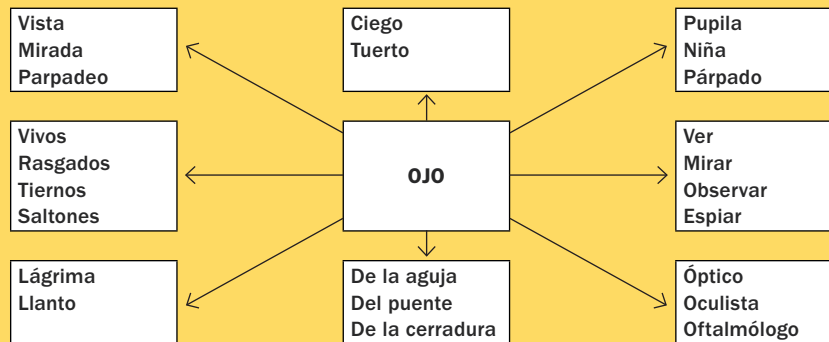 Vista
Mirada
Parpadeo
Ciego
Tuerto
Pupila
Niña
Párpado
Vivos
Rasgados
Tiernos
Saltones
OJO
Ver
Mirar
Observar
Espiar
Lágrima
Llanto
De la aguja
Del puente
De la cerradura
Óptico
Oculista
Oftalmólogo